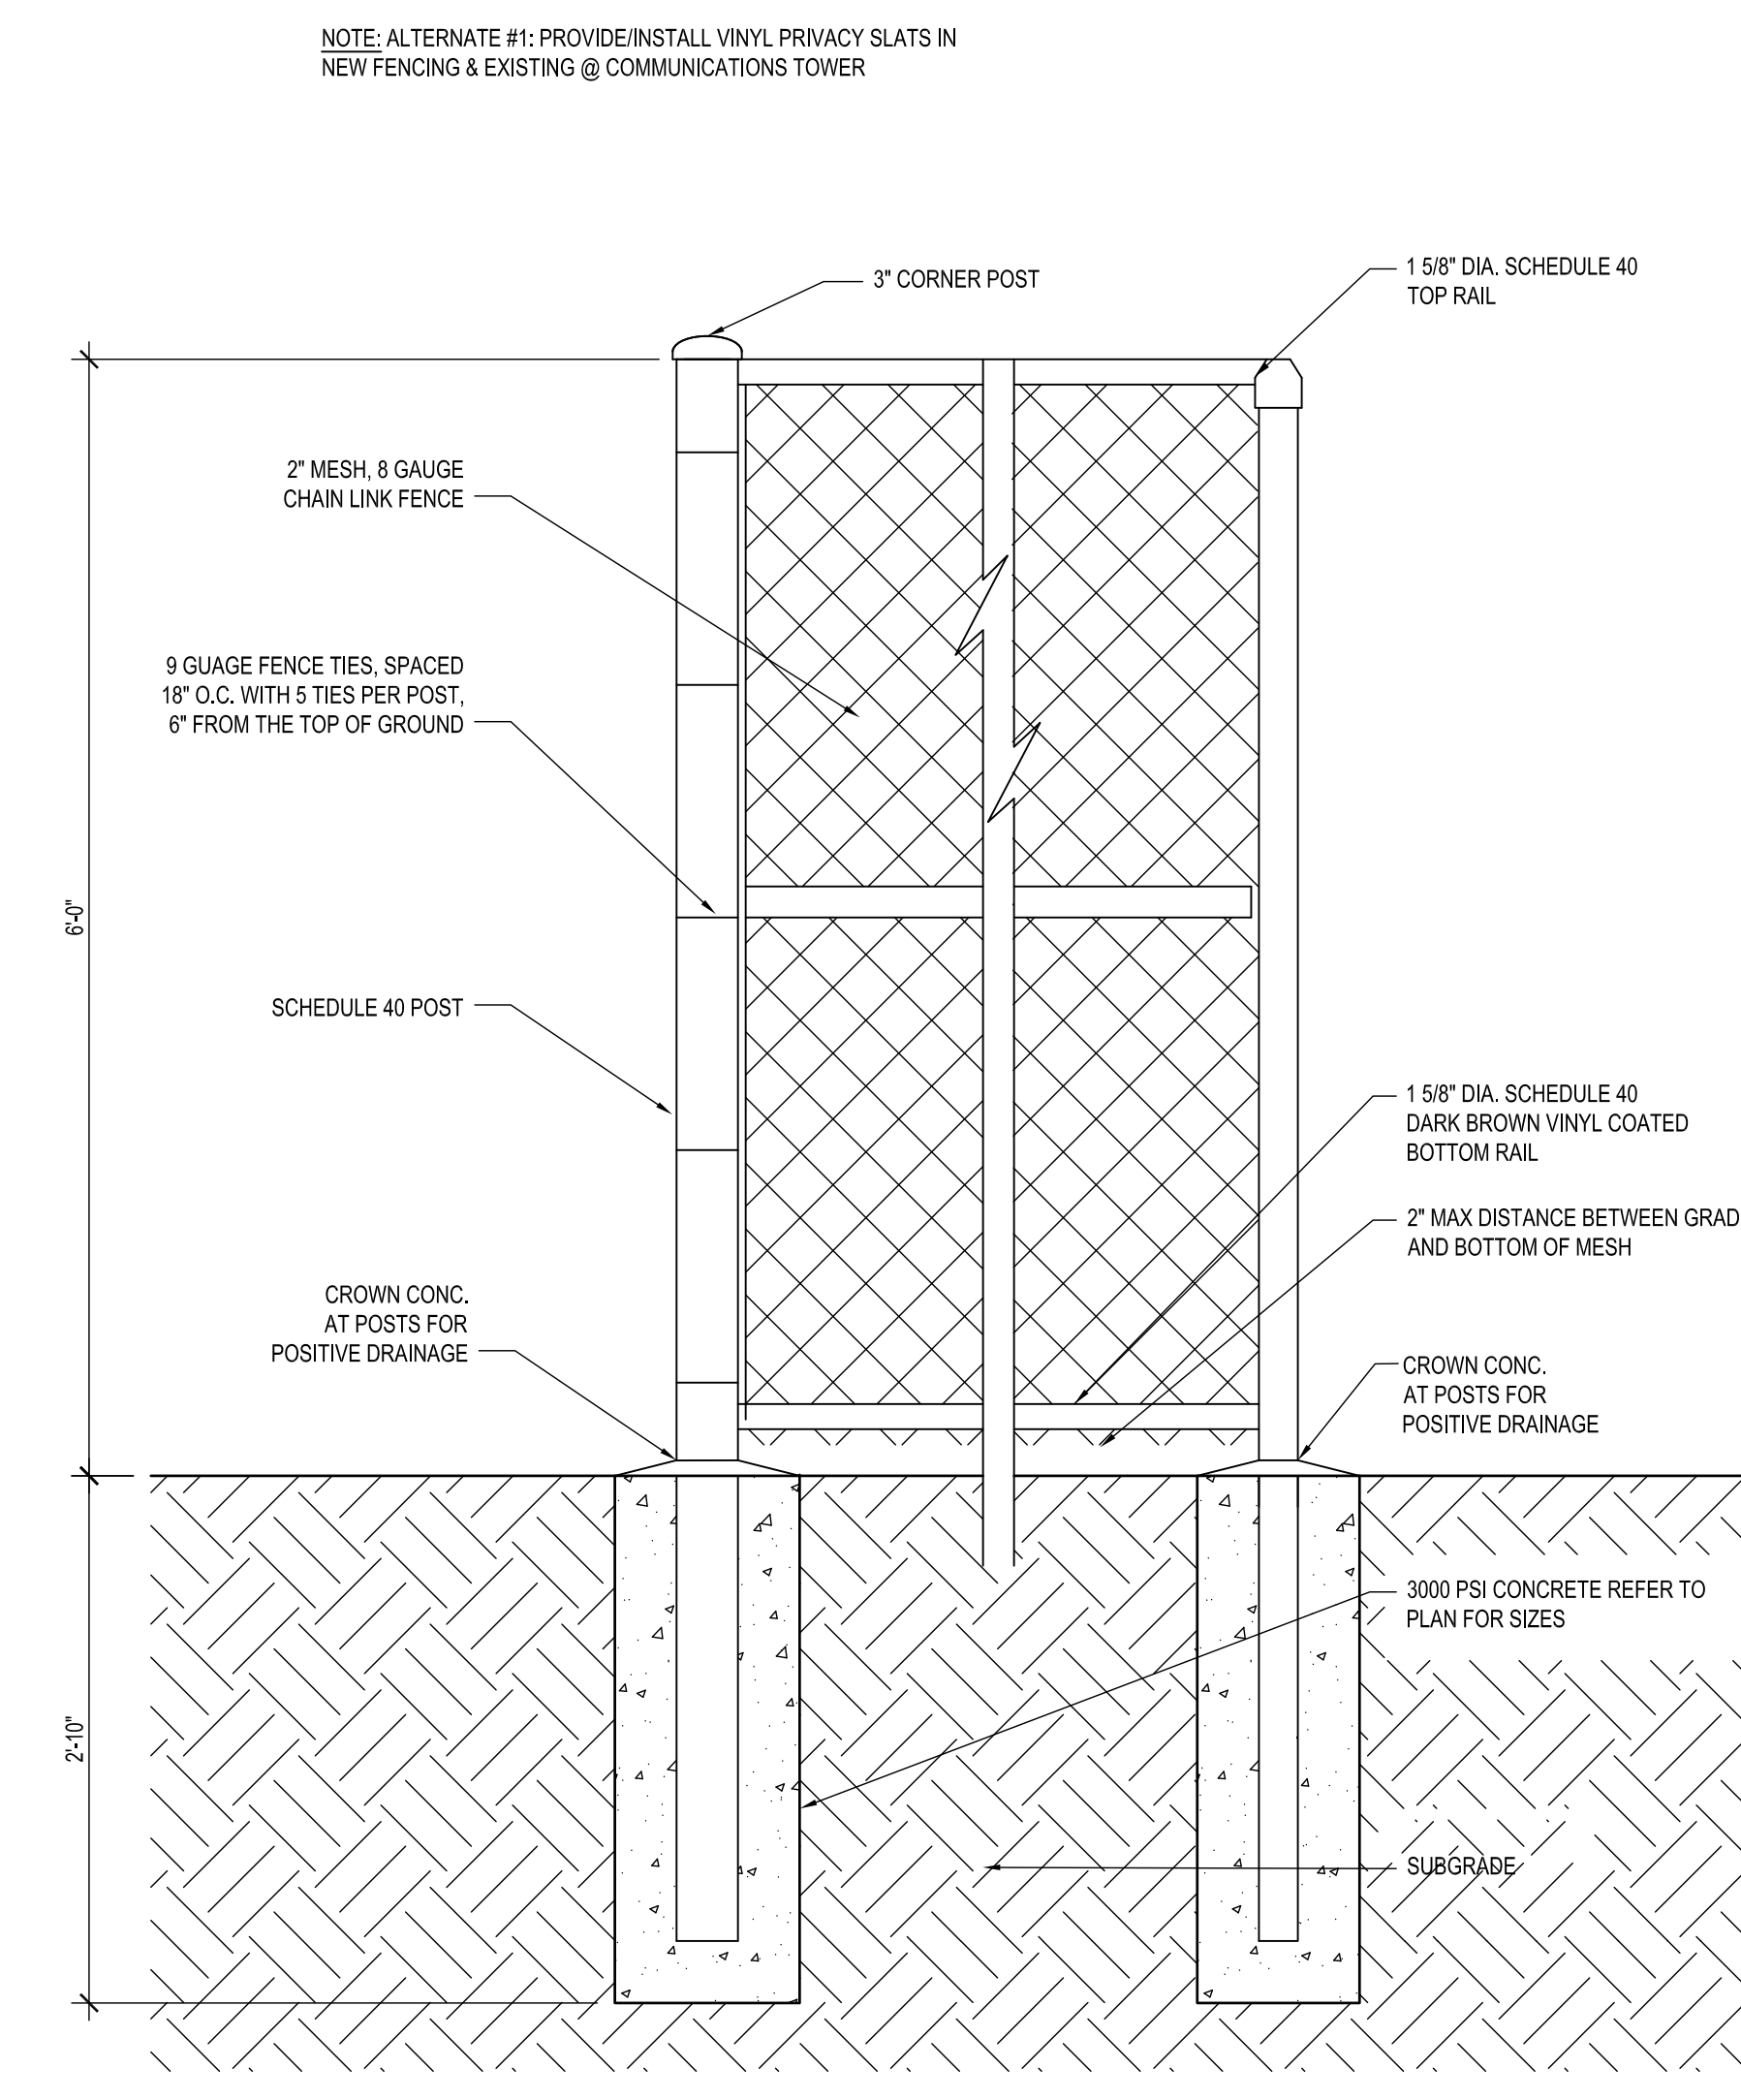 NOTE: ALTERNATE #1: PROVIDE/INSTALL VINYL PRIVACY SLATS IN
NEW FENCING & EXISTING @ COMMUNICATIONS TOWER
3" CORNER POST
1 5/8" DIA. SCHEDULE 40
TOP RAIL
2" MESH, 8 GAUGE
CHAIN LINK FENCE
9 GUAGE FENCE TIES, SPACED
18" O.C. WITH 5 TIES PER POST,
6" FROM THE TOP OF GROUND
6'-0"
SCHEDULE 40 POST
1 5/8" DIA. SCHEDULE 40
DARK BROWN VINYL COATED
BOTTOM RAIL
2" MAX DISTANCE BETWEEN GRAD
AND BOTTOM OF MESH
CROWN CONC.
AT POSTS FOR
POSITIVE DRAINAGE
CROWN CONC.
AT POSTS FOR
POSITIVE DRAINAGE
3000 PSI CONCRETE REFER TO
PLAN FOR SIZES
2'-10"
SUBGRADE